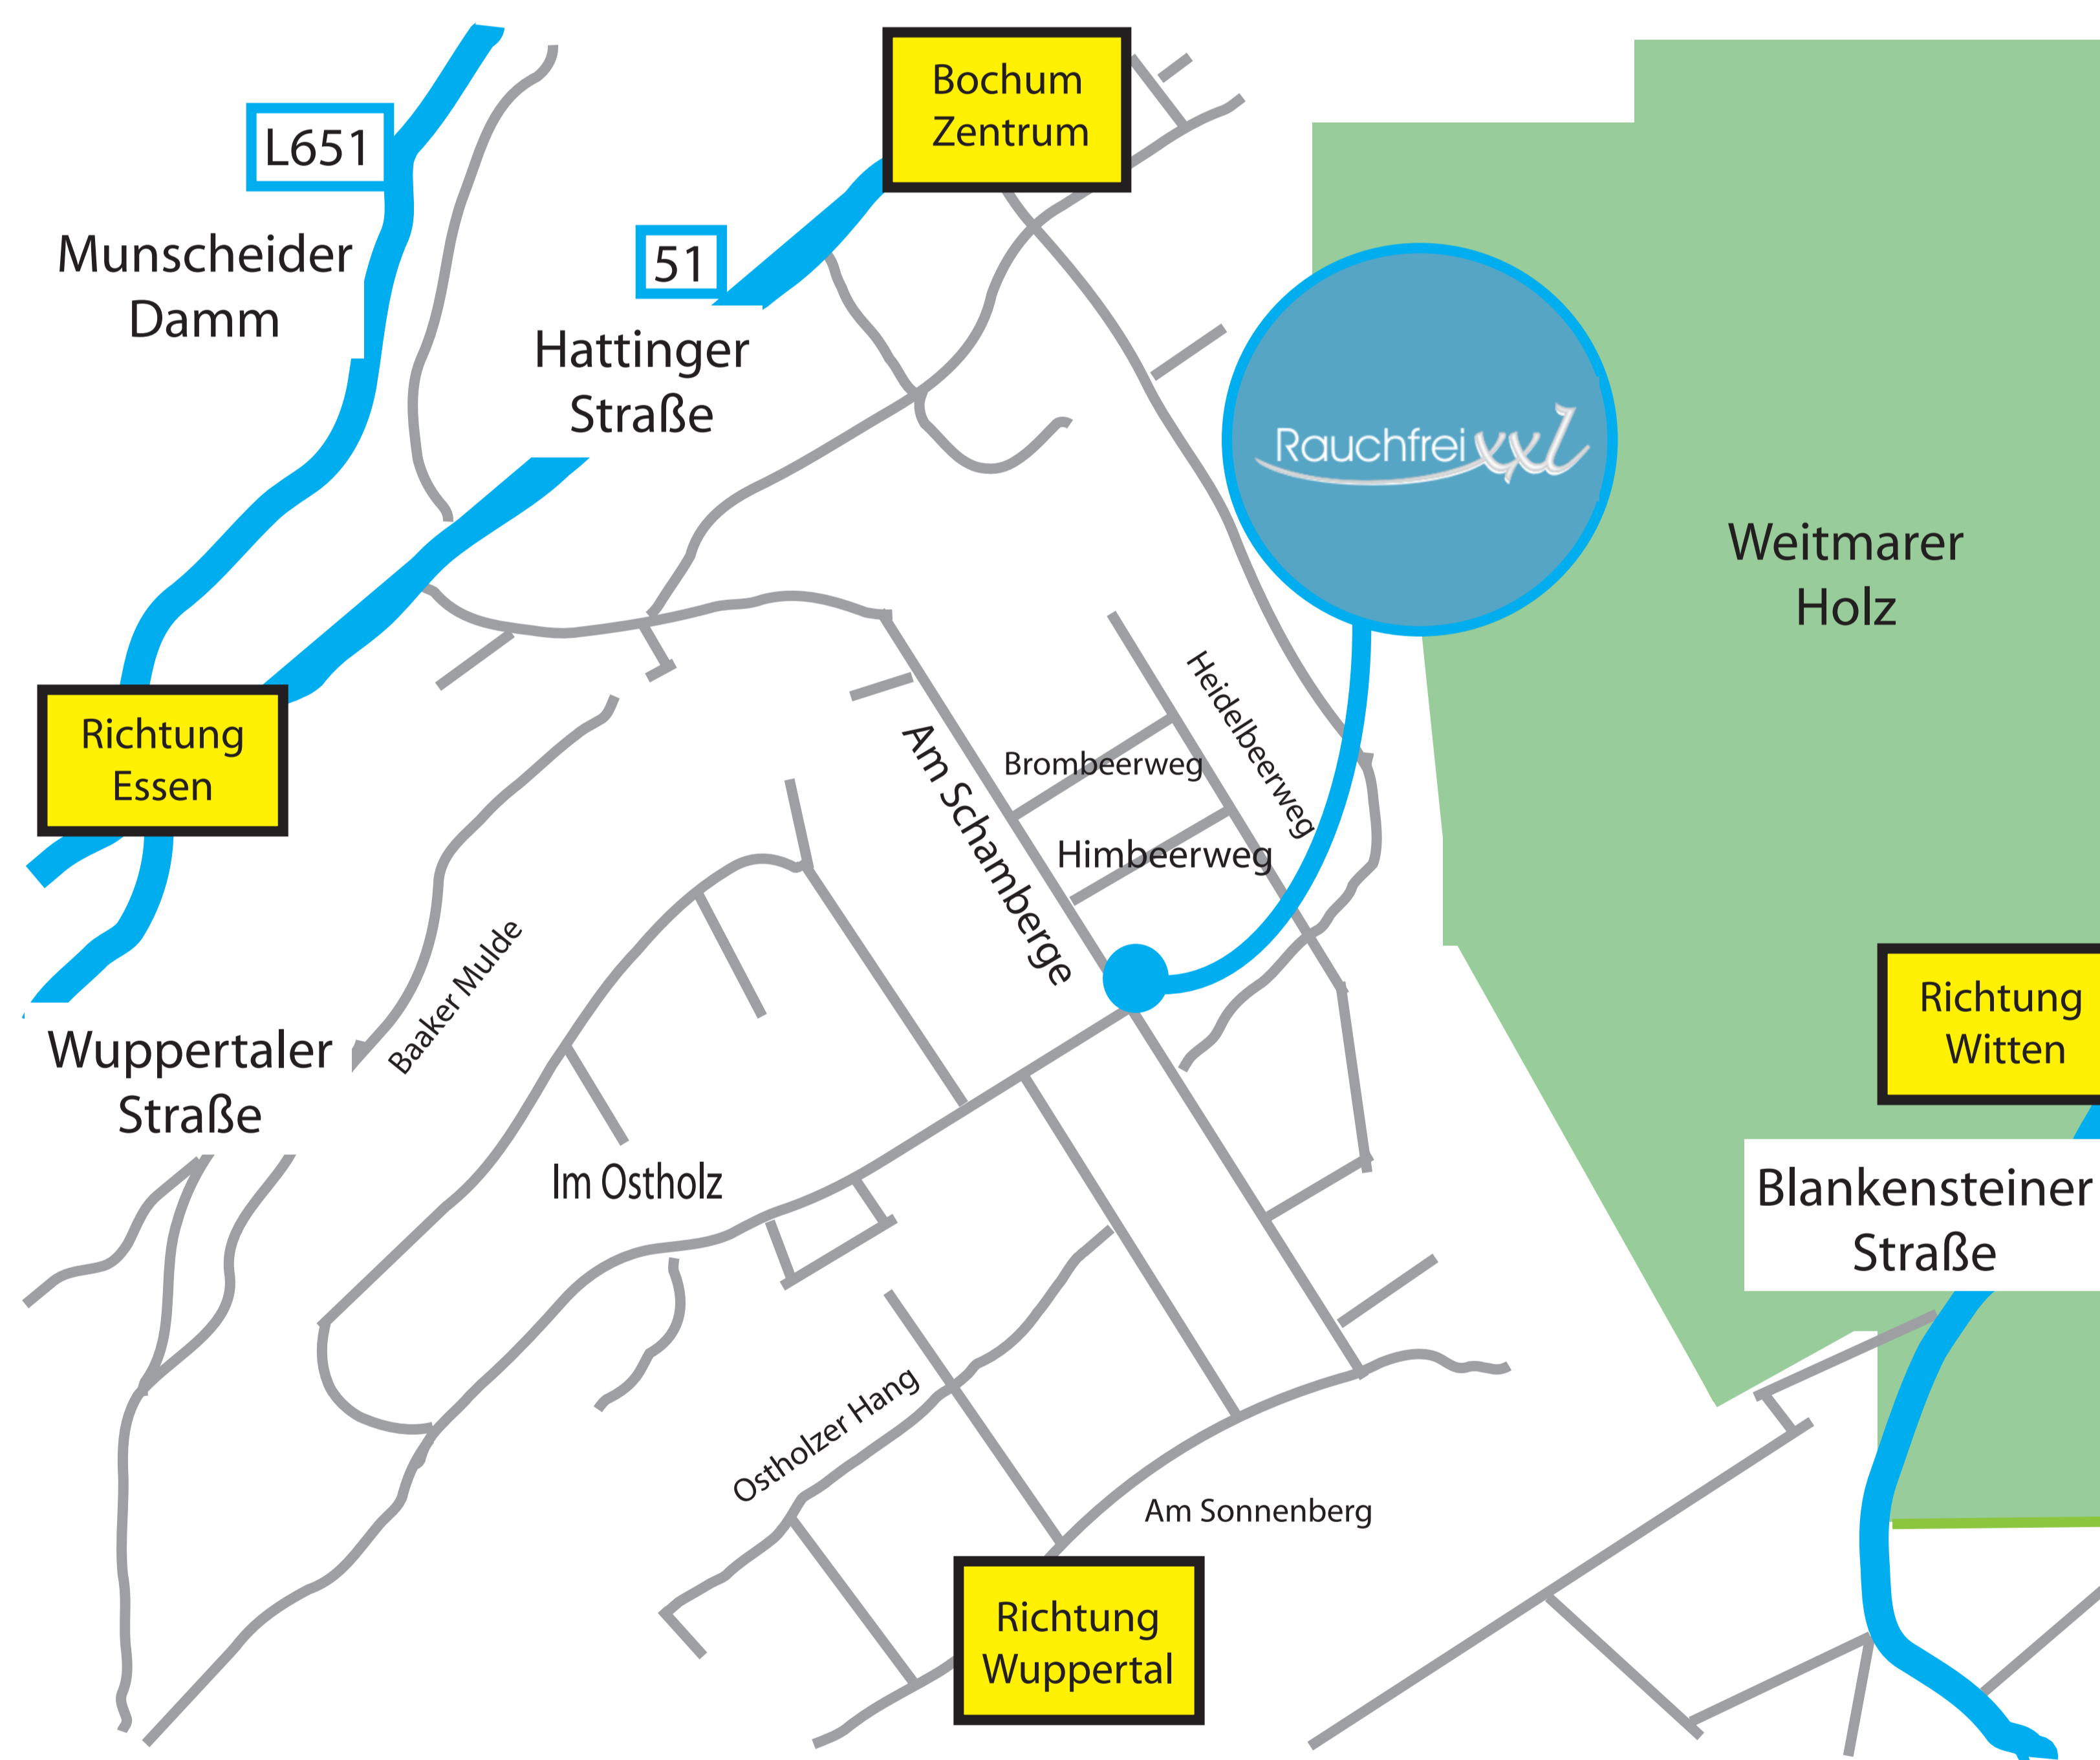 Bochum
Zentrum
L651
Munscheider
Damm
51
Hattinger
Straße
Rauchfrei xxl
Weitmarer
Holz
Richtung
Essen
Heidelbeerweg
Am Schamberge
Brombeerweg
Himbeerweg
Baaker Mulde
Richtung
Witten
Wuppertaler
Straße
Im Ostholz
Blankensteiner
Straße
Ostholzer Hang
Am Sonnenberg
Richtung
Wuppertal